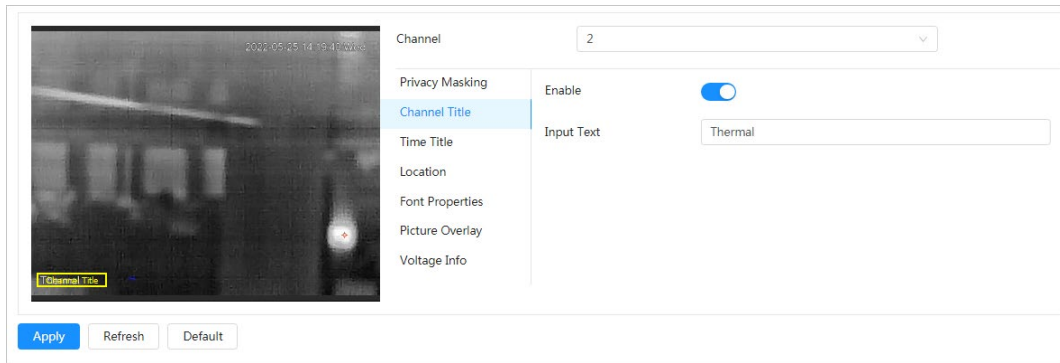 2022-05-25 14:19:40 Wed
Channel
2
Privacy Masking
Channel Title
Time Title
Location
Font Properties
Picture Overlay
Voltage Info
Enable
Input Text
Thermal
Channel Title
Apply
Refresh
Default